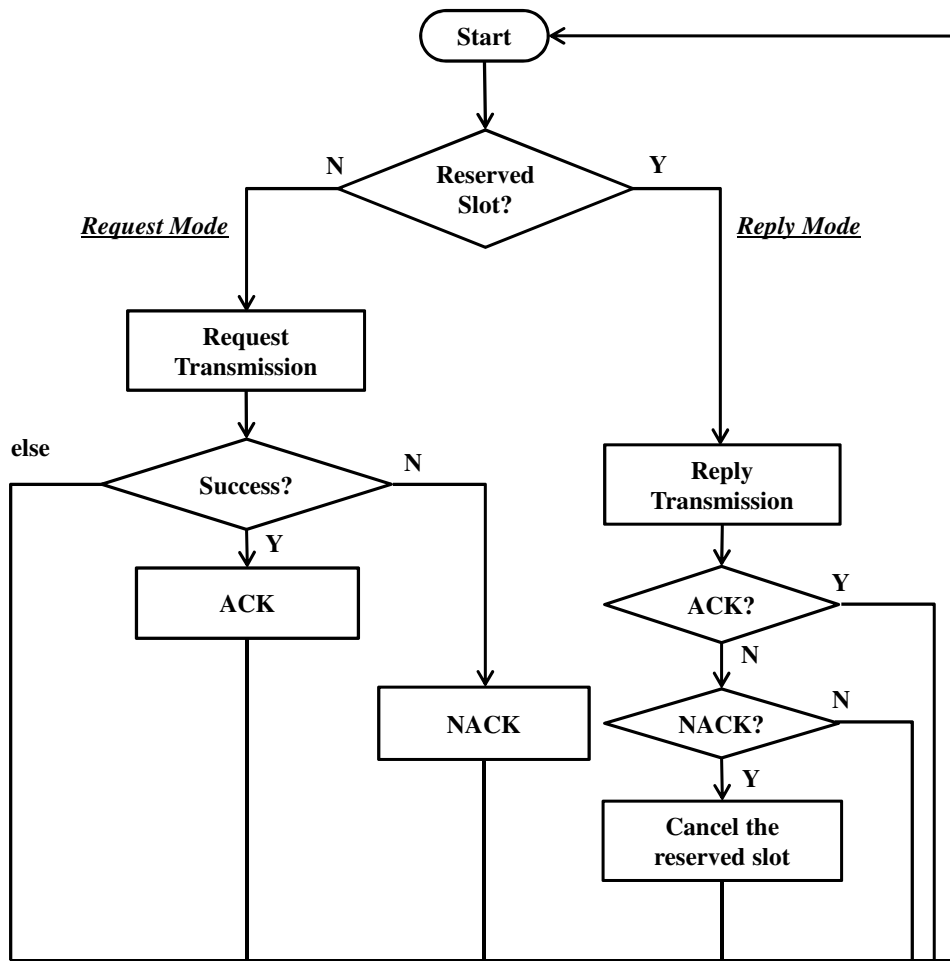 Start
N
Reserved
Slot?
Y
Request Mode
Reply Mode
Request
Transmission
else
Success?
N
Reply
Transmission
Y
ACK
ACK?
Y
N
NACK
NACK?
N
Y
Cancel the
reserved slot